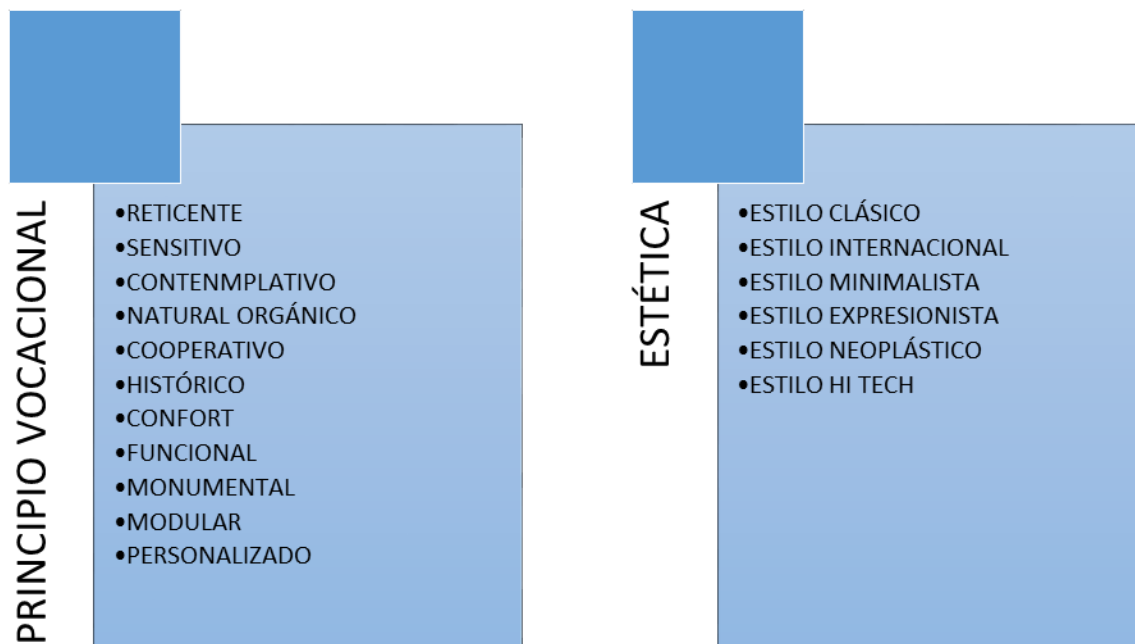 PRINCIPIO VOCACIONAL
•RETICENTE
•SENSITIVO
•CONTENMPLATIVO
•NATURAL ORGÁNICO
•COOPERATIVO
•HISTÓRICO
•CONFORT
•FUNCIONAL
•MONUMENTAL
•MODULAR
•PERSONALIZADO
ESTÉTICA
•ESTILO CLÁSICO
•ESTILO INTERNACIONAL
•ESTILO MINIMALISTA
•ESTILO EXPRESIONISTA
•ESTILO NEOPLÁSTICO
•ESTILO HI TECH